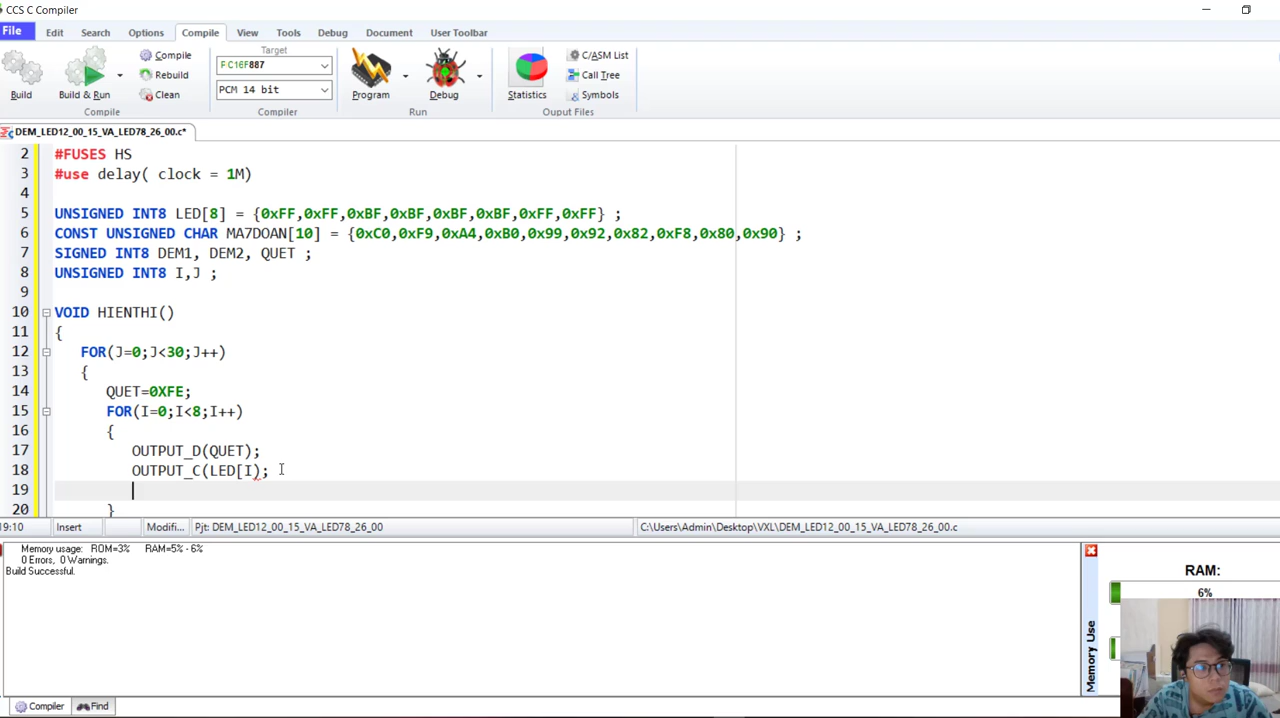 CCS C Compiler
File Edit Search Options Compile View Tools Debug Document User Toolbar
Build
Build & Run
Compile
Rebuild
Clean
Compile
Target
PCM 14 bit
Compiler
Program
Debug
Run
Statistics
C/ASM List
Call Tree
Symbols
Ouput Files
DEM_LED12_00_15_VA_LED78_26_00.c*
2 #FUSES HS
3 #use delay( clock = 1M)
4
5 UNSIGNED INT8 LED[8] = {0xFF,0xFF,0xBF,0xBF,0xBF,0xBF,0xFF,0xFF} ;
6 CONST UNSIGNED CHAR MA7DOAN[10] = {0xC0,0xF9,0xA4,0xB0,0x99,0x92,0x82,0xF8,0x80,0x90} ;
7 SIGNED INT8 DEM1, DEM2, QUET ;
8 UNSIGNED INT8 I,J ;
9
10 VOID HIENTHI()
11 {
12 FOR(J=0;J<30;J++)
13 {
14 QUET=0XFE;
15 FOR(I=0;I<8;I++)
16 {
17 OUTPUT_D(QUET);
18 OUTPUT_C(LED[I);
19
20 }
19:10 Insert Modifi... Pjt: DEM_LED12_00_15_VA_LED78_26_00 C:\Users\Admin\Desktop\VXL\DEM_LED12_00_15_VA_LED78_26_00.c
Memory usage: ROM=3% RAM=5% - 6%
0 Errors, 0 Warnings.
Build Successful.
Memory Use
RAM:
6%
Compiler Find